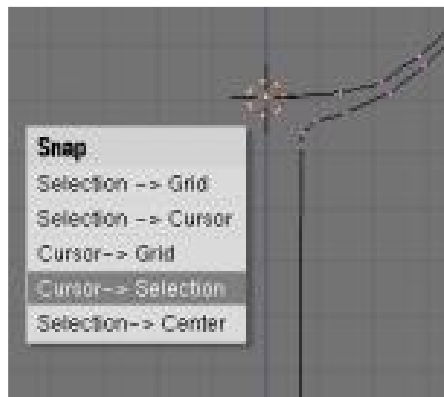 Snap
Selection -> Grid
Selection -> Cursor
Cursor-> Grid
Cursor-> Selection
Selection-> Center